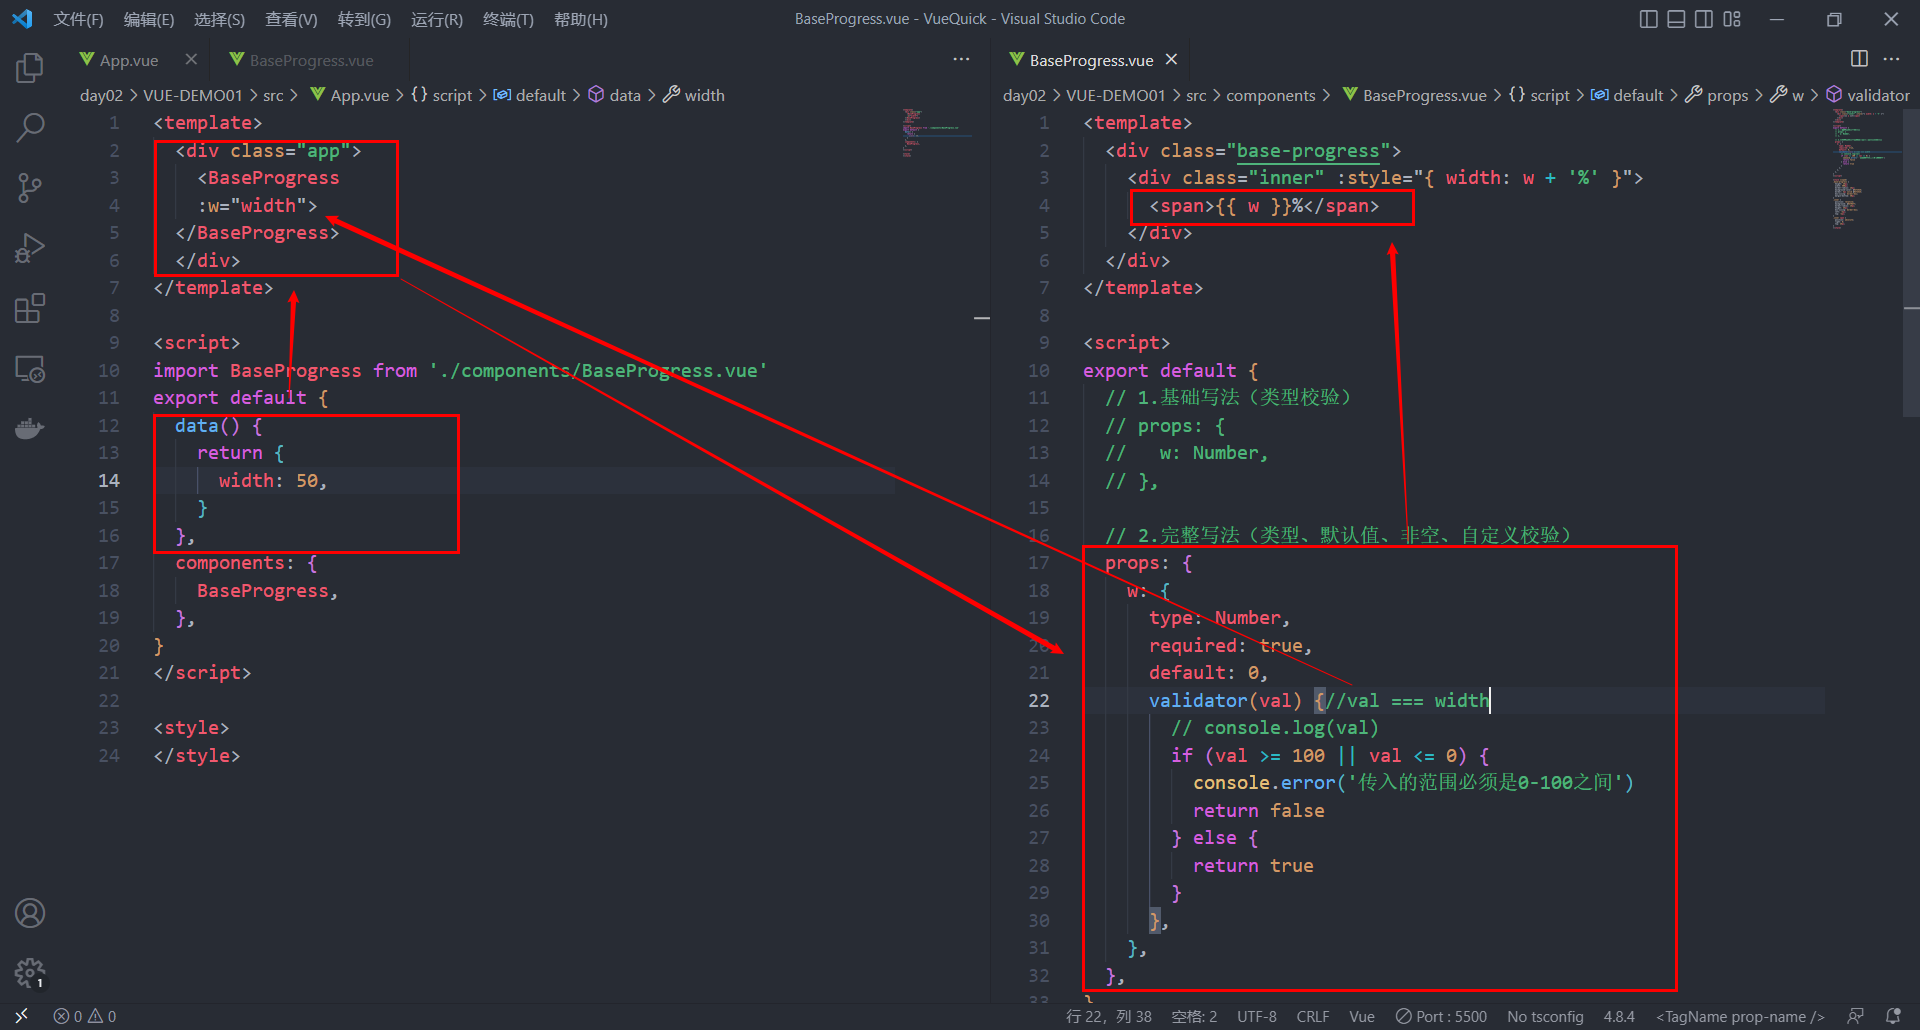 文件(F) 编辑(E) 选择(S) 查看(V) 转到(G) 运行(R) 终端(T) 帮助(H)
BaseProgress.vue - VueQuick - Visual Studio Code
App.vue
BaseProgress.vue
day02 > VUE-DEMO01 > src > App.vue > {} script > default > data > width
1 <template>
2 <div class="app">
3 <BaseProgress
4 :w="width">
5 </BaseProgress>
6 </div>
7 </template>
8
9 <script>
10 import BaseProgress from './components/BaseProgress.vue'
11 export default {
12 data() {
13 return {
14 width: 50,
15 }
16 },
17 components: {
18 BaseProgress,
19 },
20 }
21 </script>
22
23 <style>
24 </style>
BaseProgress.vue
day02 > VUE-DEMO01 > src > components > BaseProgress.vue > {} script > default > props > w > validator
1 <template>
2 <div class="base-progress">
3 <div class="inner" :style="{ width: w + '%' }">
4 <span>{{ w }}%</span>
5 </div>
6 </div>
7 </template>
8
9 <script>
10 export default {
11 // 1.基础写法（类型校验）
12 // props: {
13 //   w: Number,
14 // },
15
16 // 2.完整写法（类型、默认值、非空、自定义校验）
17 props: {
18 w: {
19 type: Number,
20 required: true,
21 default: 0,
22 validator(val) {//val === width
23 // console.log(val)
24 if (val >= 100 || val <= 0) {
25 console.error('传入的范围必须是0-100之间')
26 return false
27 } else {
28 return true
29 }
30 },
31 },
32 },
33 }
1
0 0
行 22，列 38 空格: 2 UTF-8 CRLF Vue Port : 5500 No tsconfig 4.8.4 <TagName prop-name />